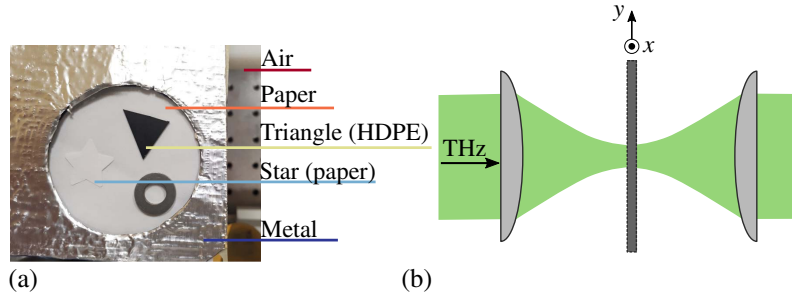 Air
Paper
Triangle (HDPE)
Star (paper)
Metal
(a)
y
x
THz
(b)